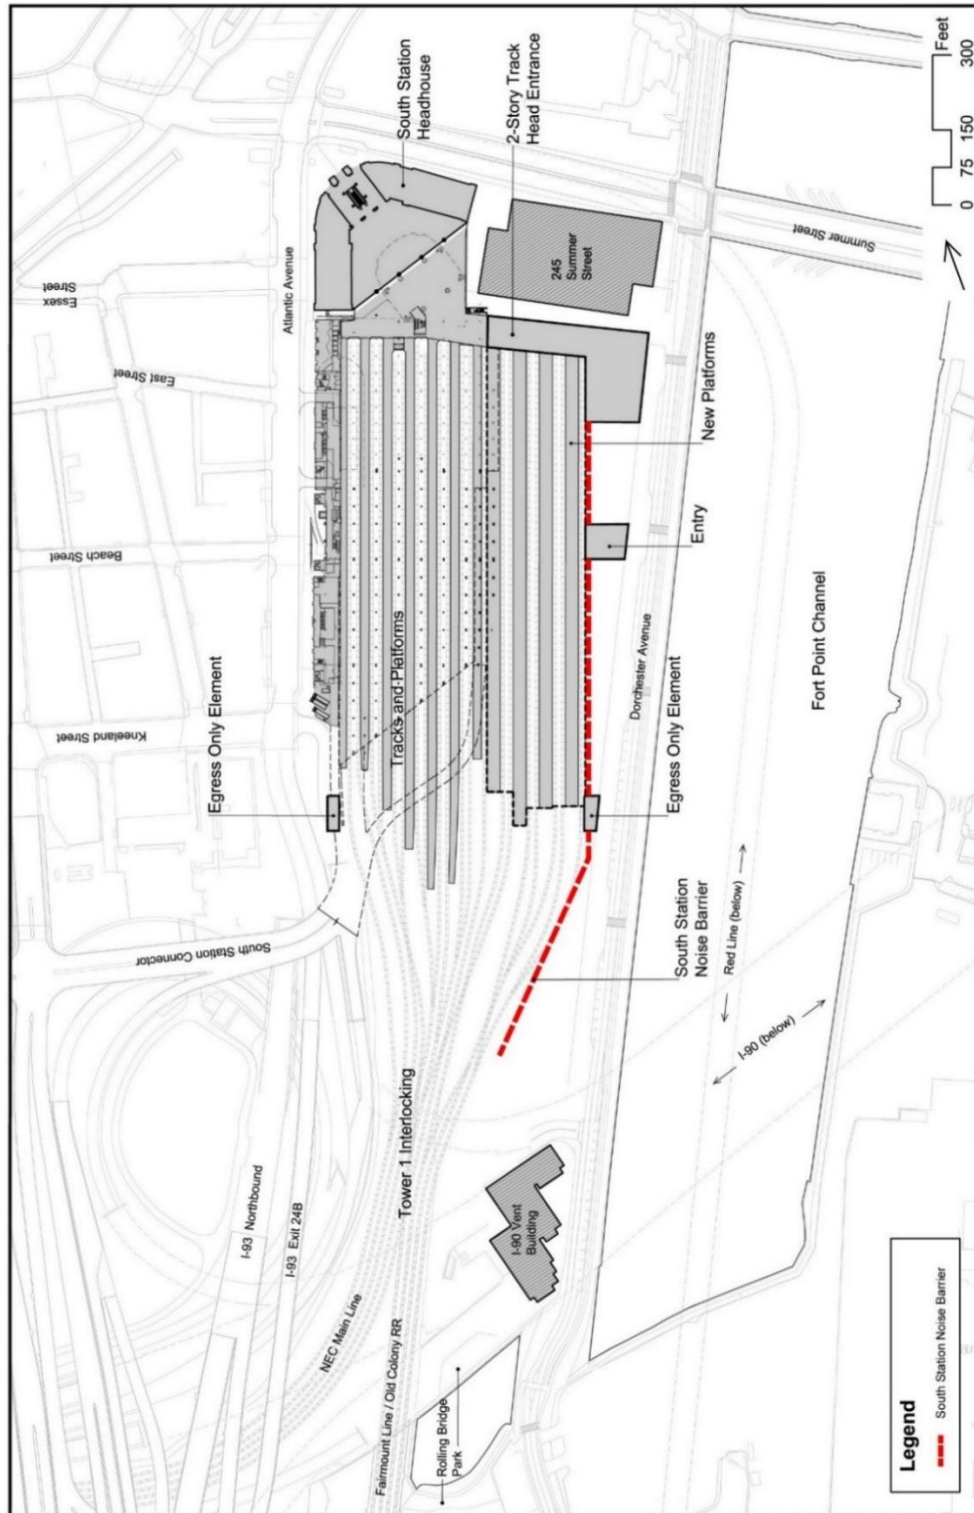 Essex
Street
East Street
Beach Street
Kneeland Street
Atlantic Avenue
South Station
Headhouse
2-Story Track
Head Entrance
245
Summer
Street
Summer Street
Egress Only Element
Tracks and Platforms
New Platforms
Entry
Dorchester Avenue
Egress Only Element
South Station
Noise Barrier
South Station Connector
Fort Point Channel
Red Line (below)
I-90 (below)
I-93 Northbound
I-93 Exit 24B
Tower 1 Interlocking
I-90 Vent
Building
NEC Main Line
Fairmount Line / Old Colony RR
Rolling Bridge
Park
Legend
South Station Noise Barrier
Feet
0 75 150 300